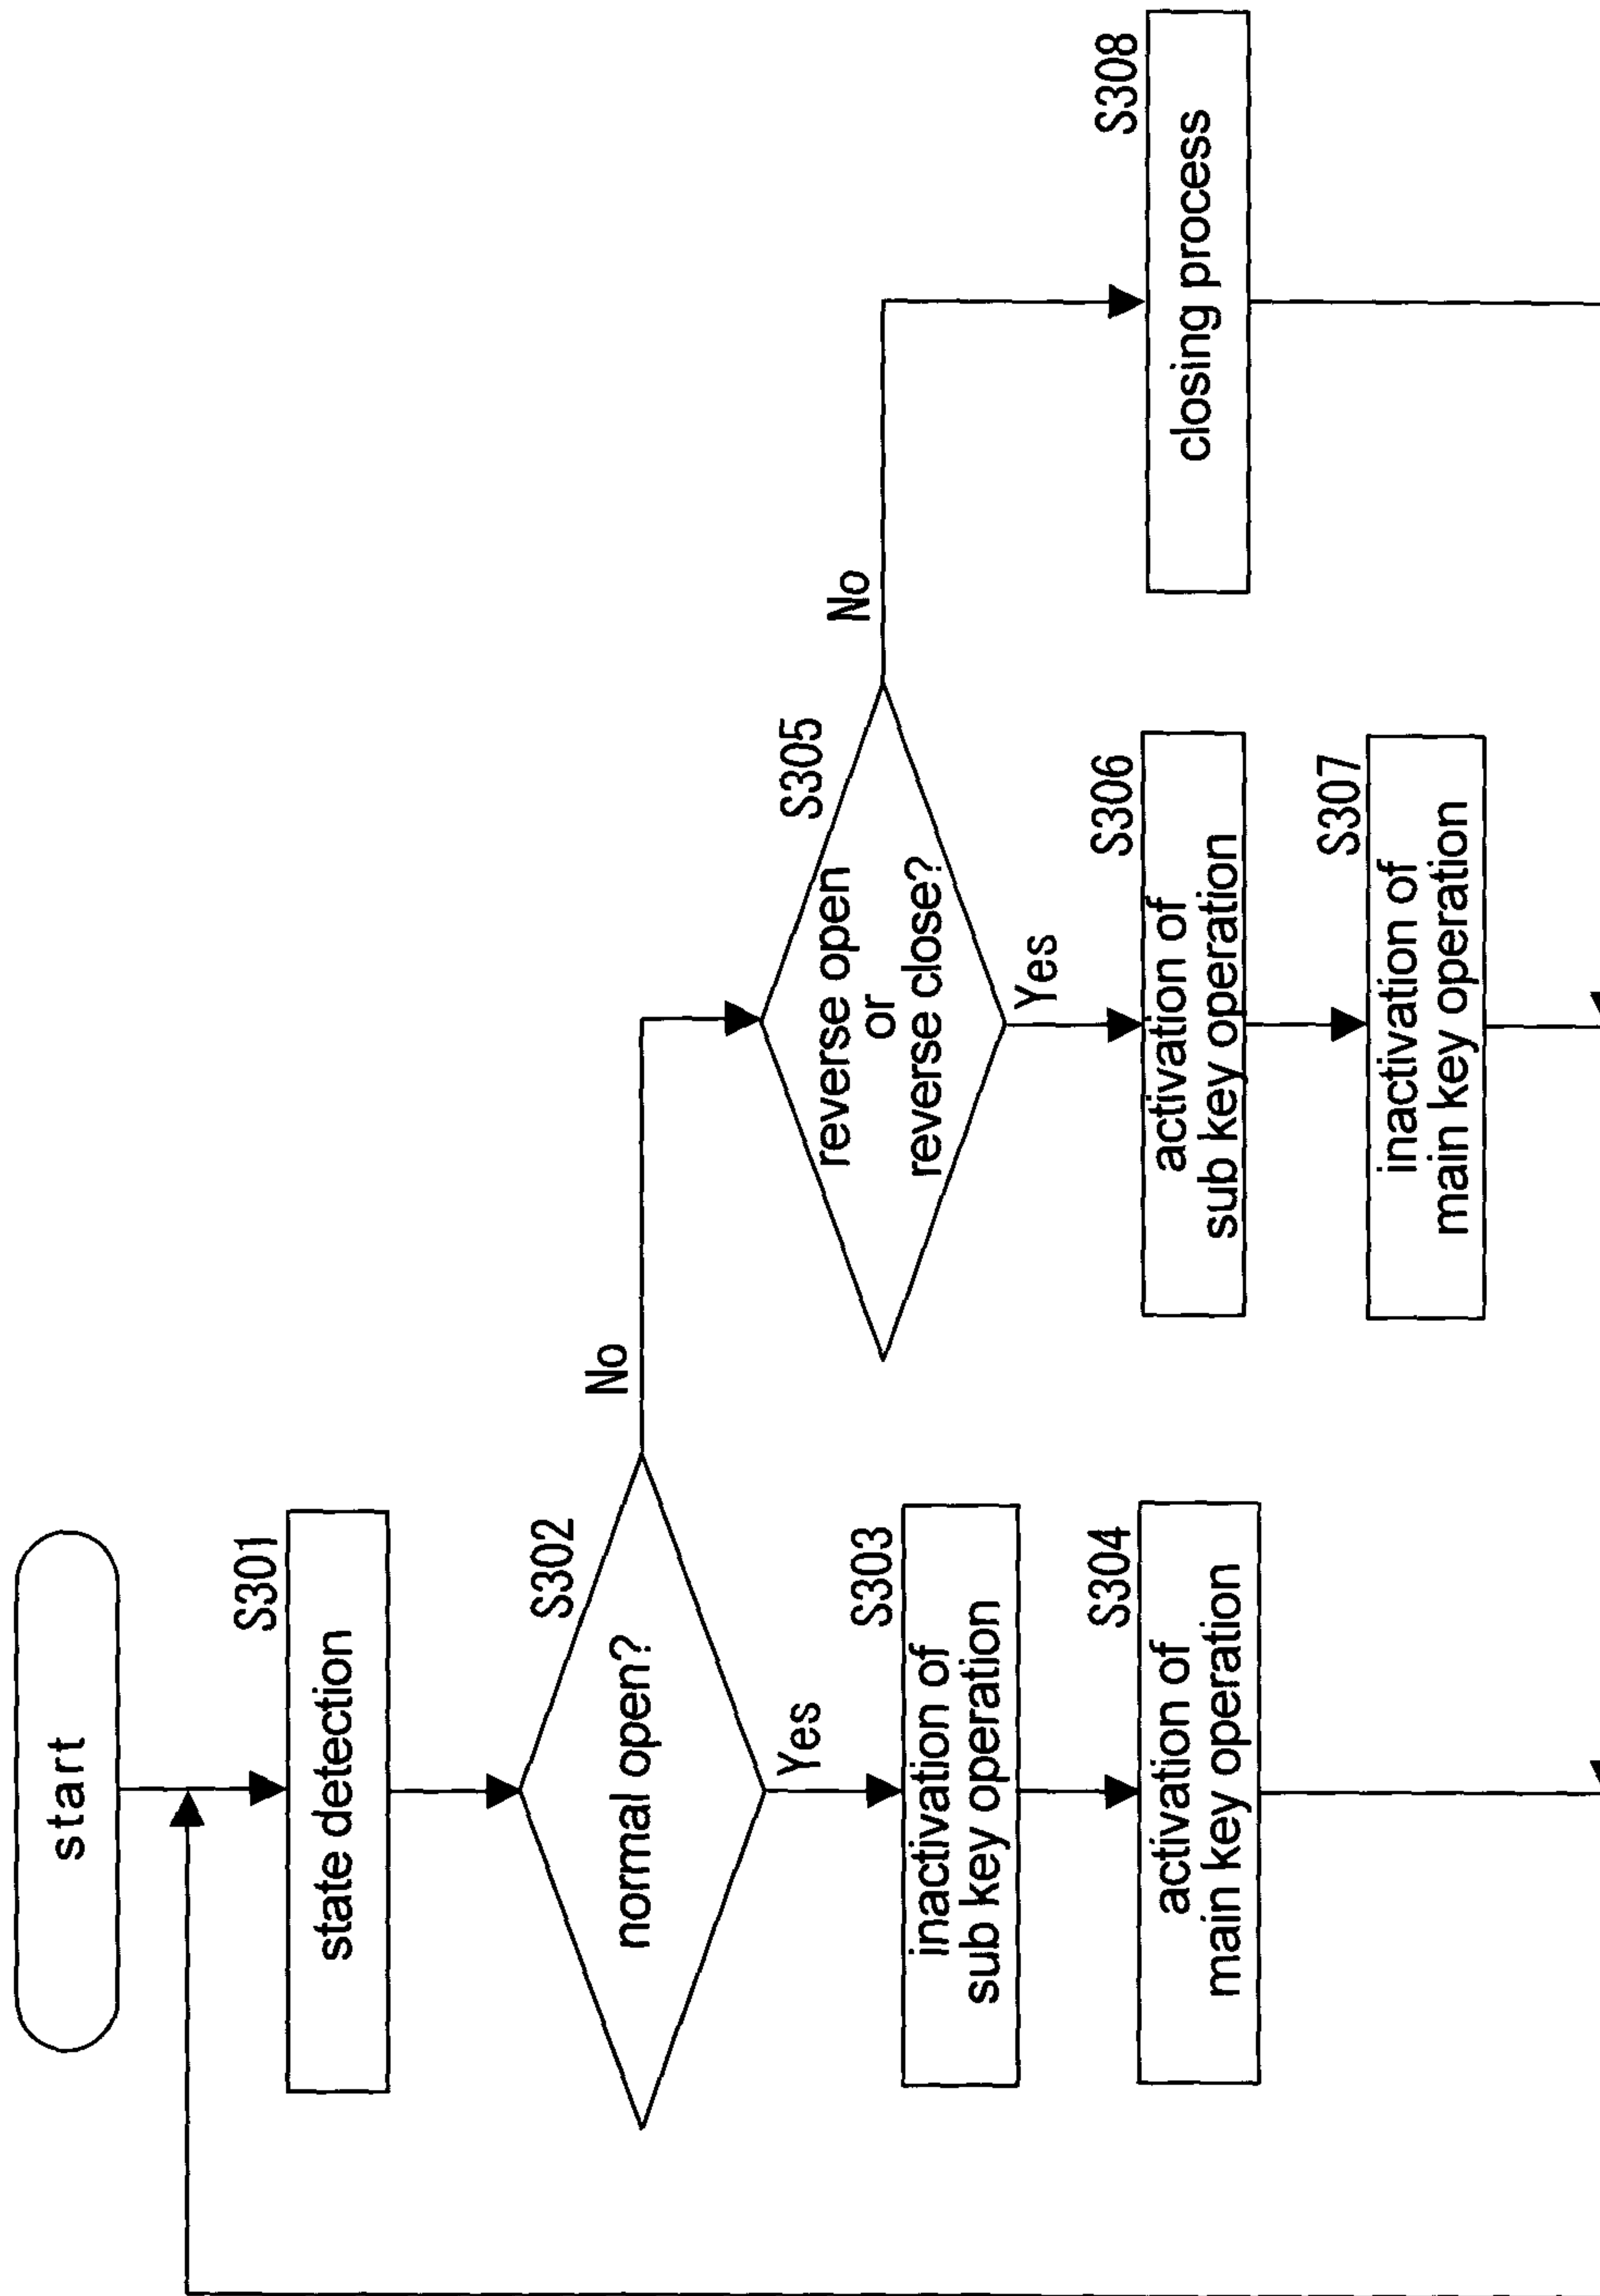 start
S301
state detection
S302
normal open?
No
Yes
S303
inactivation of
sub key operation
S304
activation of
main key operation
S305
reverse open
or
reverse close?
No
Yes
S306
activation of
sub key operation
S307
inactivation of
main key operation
S308
closing process